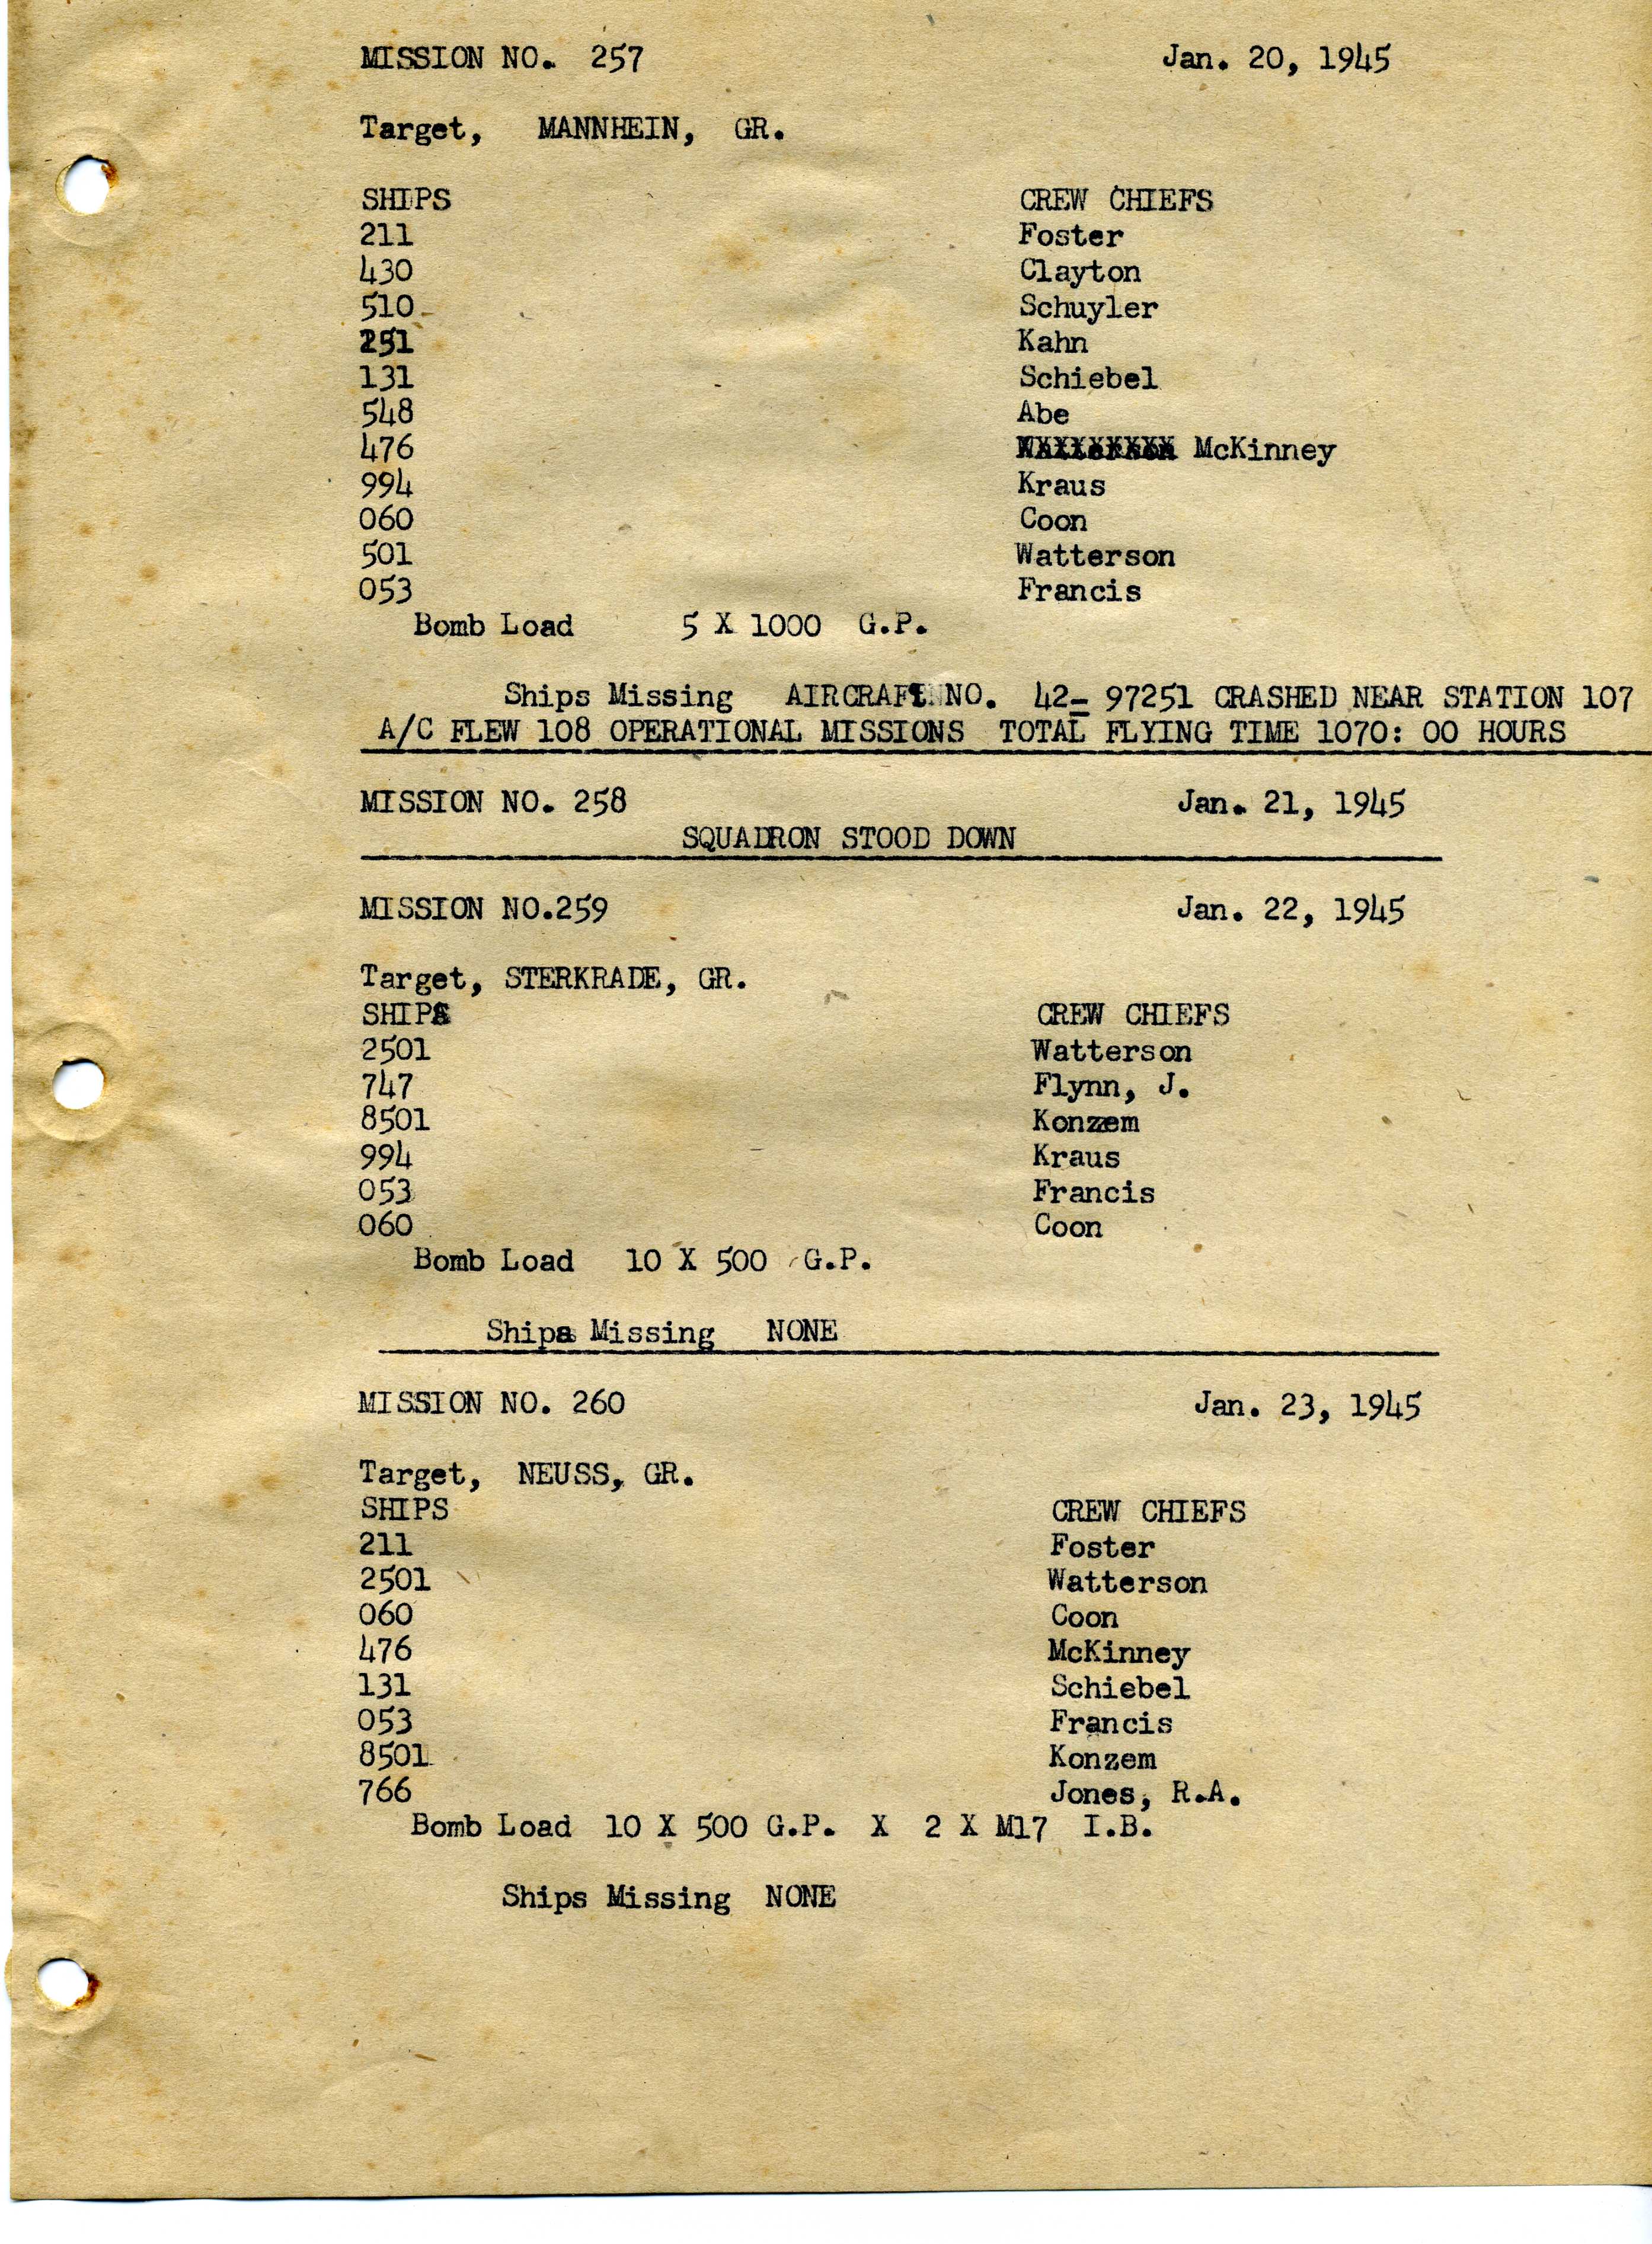 MISSION NO. 257 Jan. 20, 1945
Target, MANNHEIN, GR.
SHIPS CREW CHIEFS
211 Foster
430 Clayton
510 Schuyler
251 Kahn
131 Schiebel
548 Abe
476 McKinney
994 Kraus
060 Coon
501 Watterson
053 Francis
Bomb Load 5 X 1000 G.P.
Ships Missing AIRCRAFT NO. 42- 97251 CRASHED NEAR STATION 107
A/C FLEW 108 OPERATIONAL MISSIONS TOTAL FLYING TIME 1070: 00 HOURS
MISSION NO. 258 Jan. 21, 1945
SQUADRON STOOD DOWN
MISSION NO.259 Jan. 22, 1945
Target, STERKRADE, GR.
SHIPS CREW CHIEFS
2501 Watterson
747 Flynn, J.
8501 Konzem
994 Kraus
053 Francis
060 Coon
Bomb Load 10 X 500 G.P.
Ships Missing NONE
MISSION NO. 260 Jan. 23, 1945
Target, NEUSS, GR.
SHIPS CREW CHIEFS
211 Foster
2501 Watterson
060 Coon
476 McKinney
131 Schiebel
053 Francis
8501 Konzem
766 Jones, R.A.
Bomb Load 10 X 500 G.P. X 2 X M17 I.B.
Ships Missing NONE